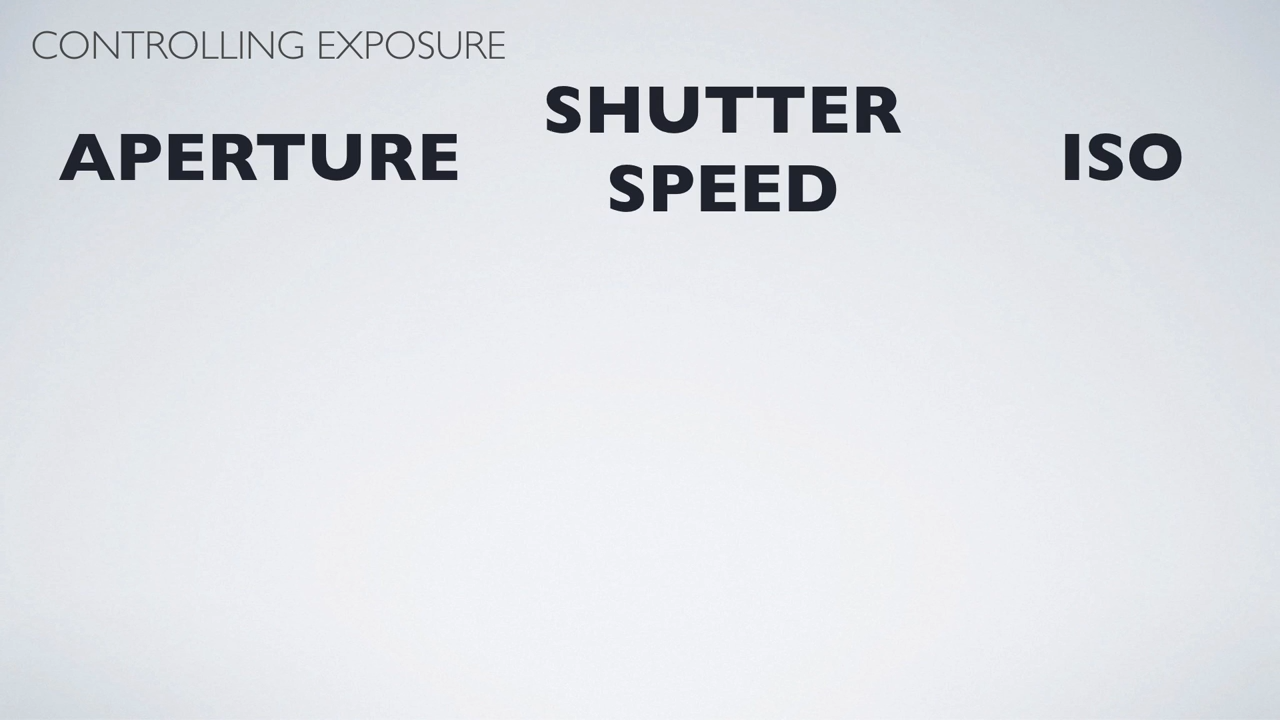 CONTROLLING EXPOSURE
APERTURE
SHUTTER
SPEED
ISO